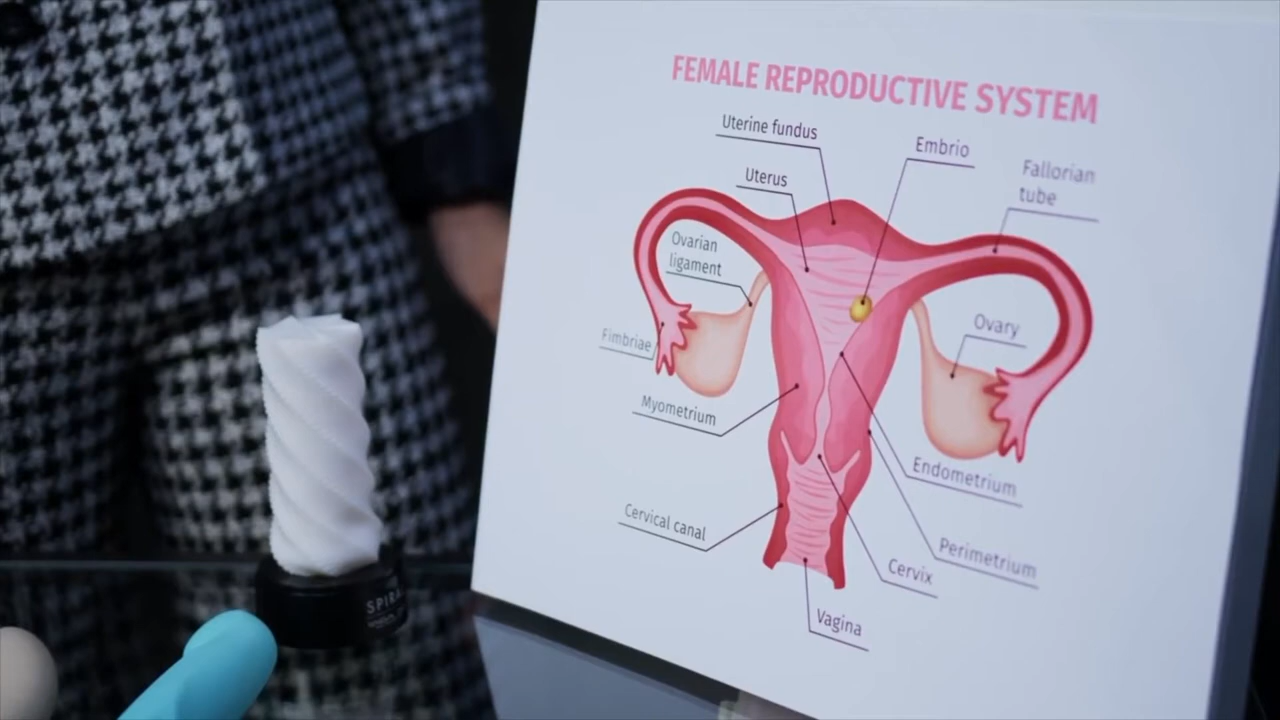 FEMALE REPRODUCTIVE SYSTEM
Uterine fundus
Embrio
Uterus
Fallorian
tube
Ovarian
ligament
Ovary
Fimbriae
Myometrium
Endometrium
Cervical canal
Perimetrium
Cervix
Vagina